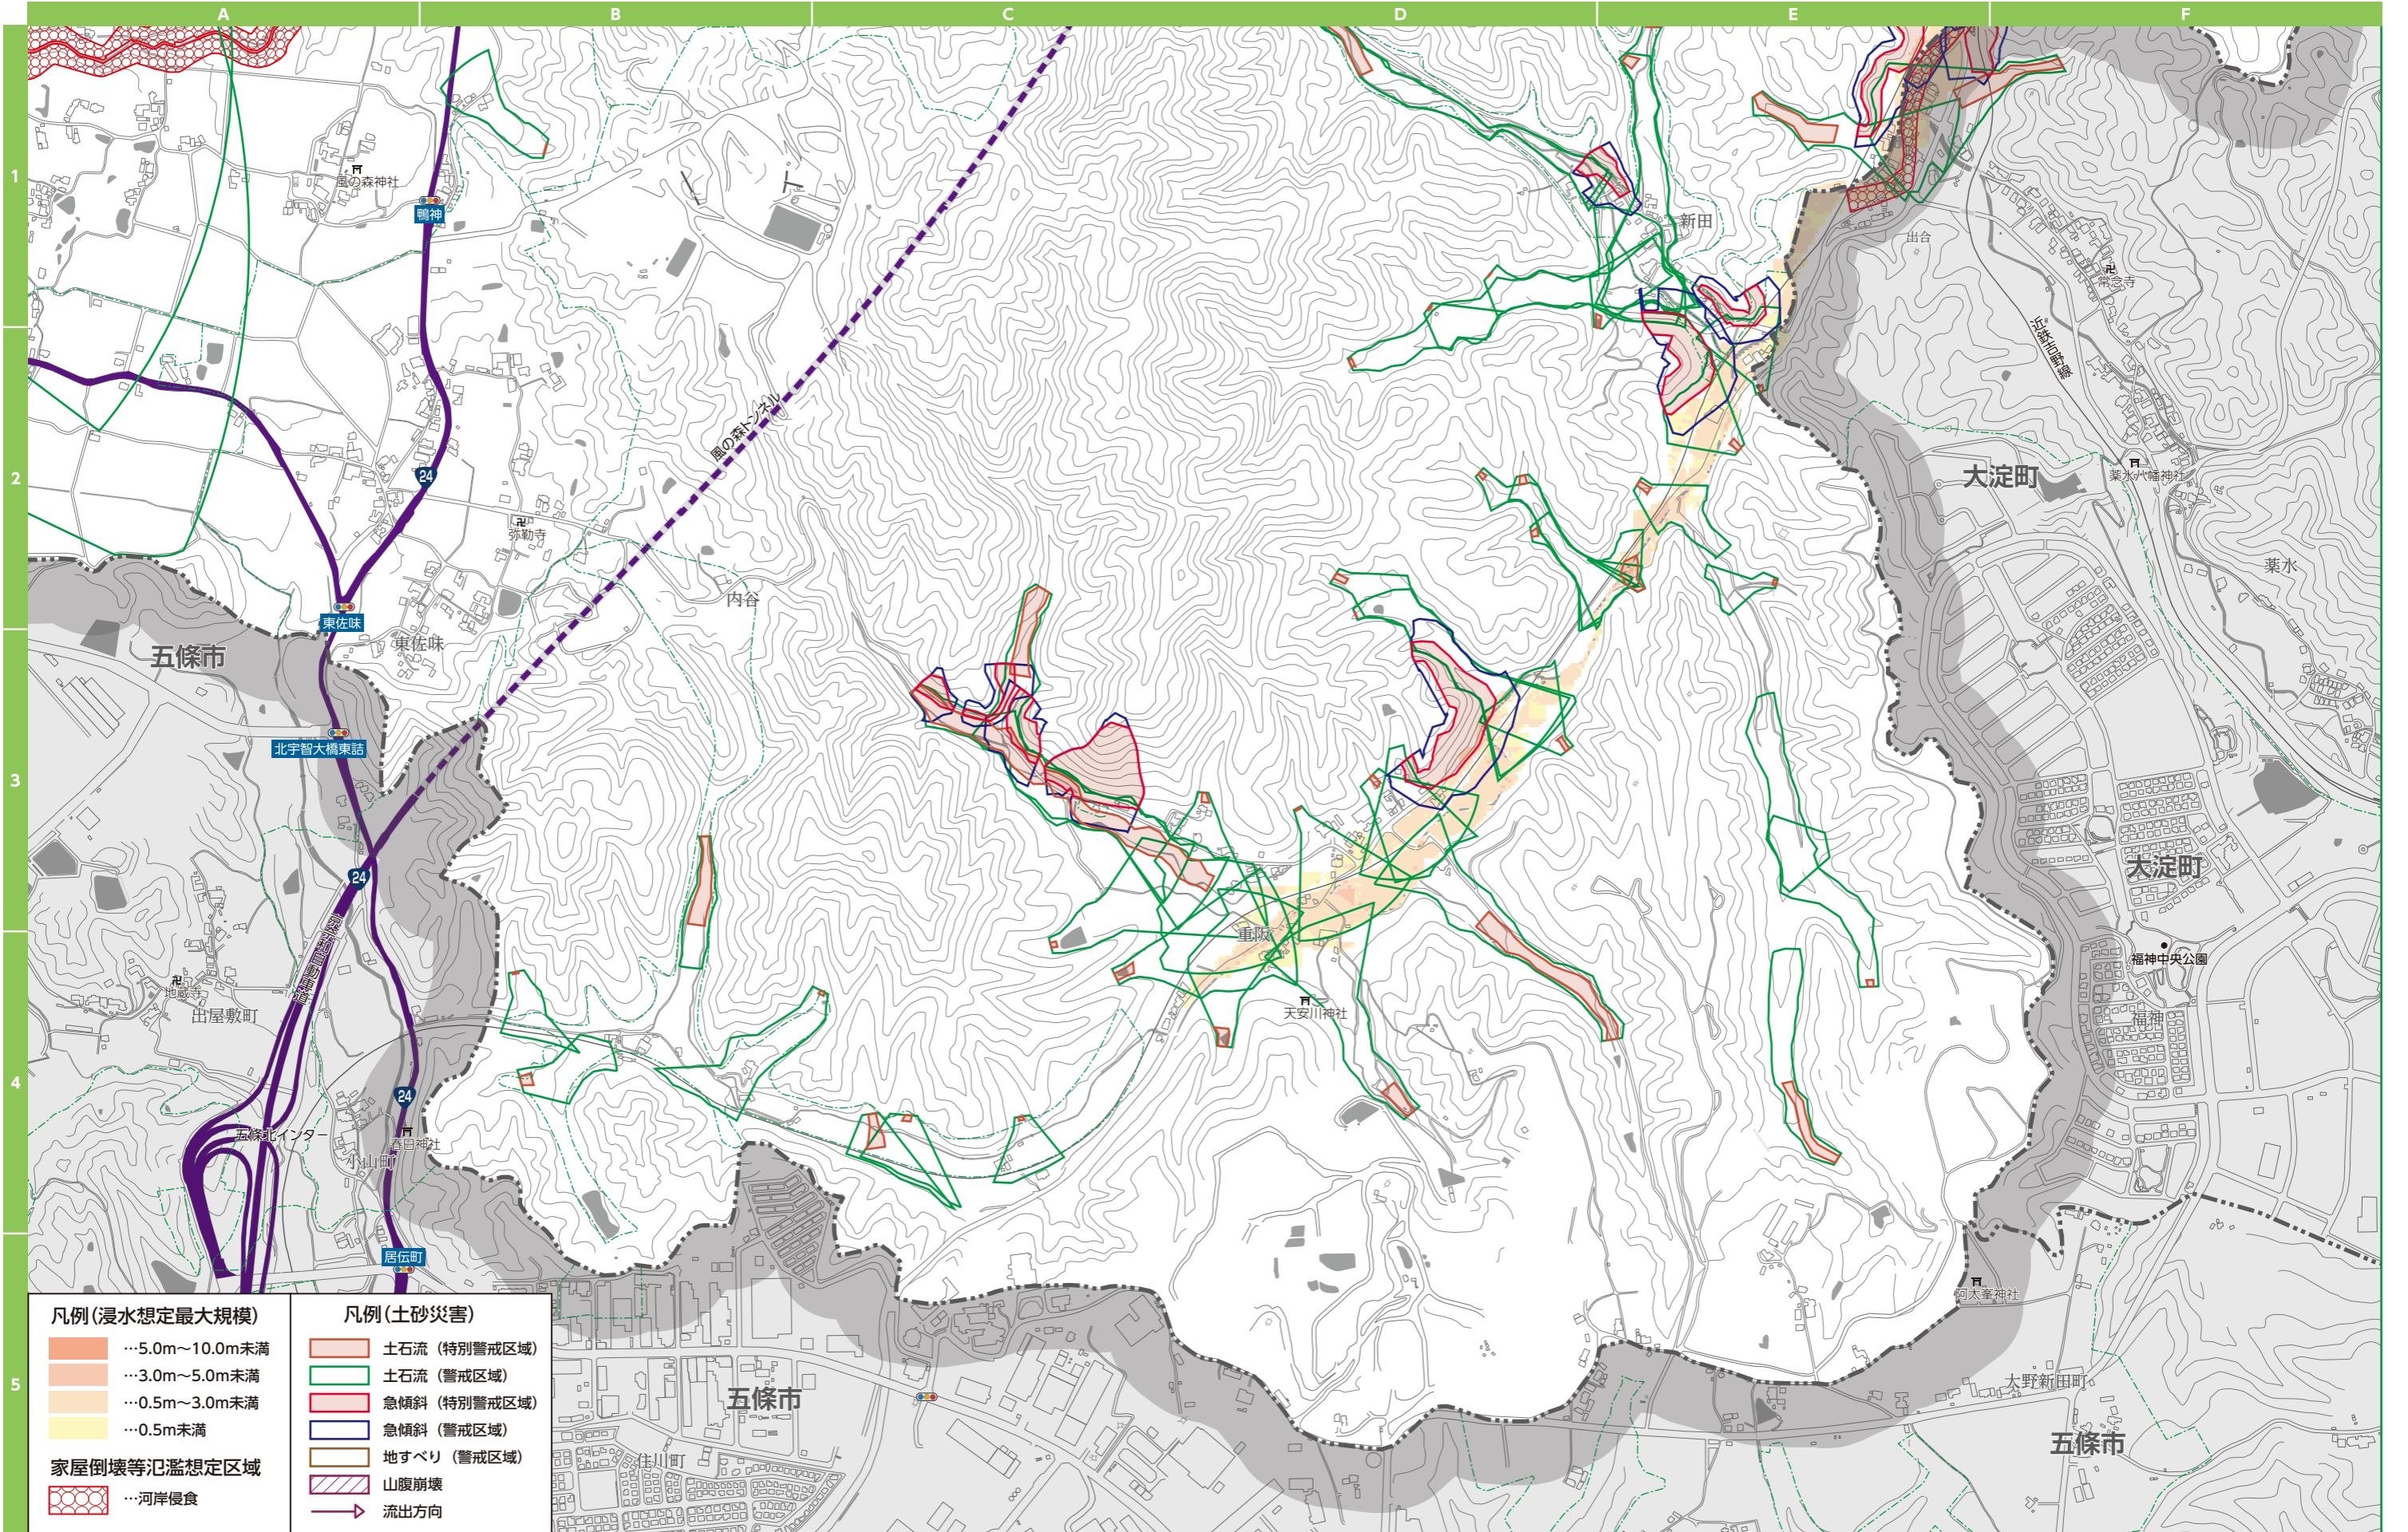 A
B
C
D
E
F
1
2
3
4
5
風の森神社
鴨神
新田
出合
常念寺
近鉄吉野線
風の森トンネル
24
大淀町
薬水八幡神社
弥勒寺
薬水
内谷
東佐味
東佐味
五條市
北宇智大橋東詰
24
大淀町
京奈和自動車道
重阪
福神中央公園
地蔵寺
出屋敷町
天安川神社
福神
24
五條北インター
春日神社
小山町
居伝町
阿太峯神社
大野新田町
五條市
五條市
住川町
凡例(浸水想定最大規模)
…5.0m〜10.0m未満
…3.0m〜5.0m未満
…0.5m〜3.0m未満
…0.5m未満
家屋倒壊等氾濫想定区域
…河岸侵食
凡例(土砂災害)
土石流（特別警戒区域）
土石流（警戒区域）
急傾斜（特別警戒区域）
急傾斜（警戒区域）
地すべり（警戒区域）
山腹崩壊
流出方向